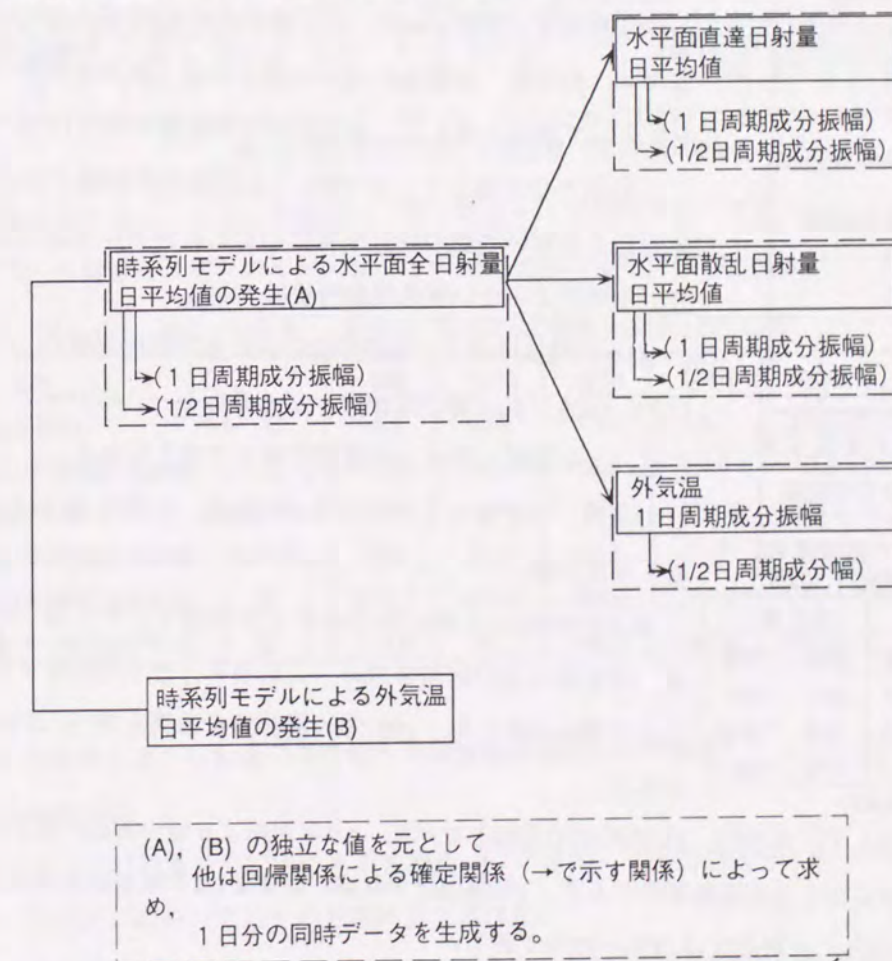 水平面直達日射量
日平均値
(1日周期成分振幅)
(1/2日周期成分振幅)
時系列モデルによる水平面全日射量
日平均値の発生(A)
(1日周期成分振幅)
(1/2日周期成分振幅)
水平面散乱日射量
日平均値
(1日周期成分振幅)
(1/2日周期成分振幅)
外気温
1日周期成分振幅
(1/2日周期成分幅)
時系列モデルによる外気温
日平均値の発生(B)
(A), (B) の独立な値を元として
他は回帰関係による確定関係（→で示す関係）によって求
め,
1日分の同時データを生成する。